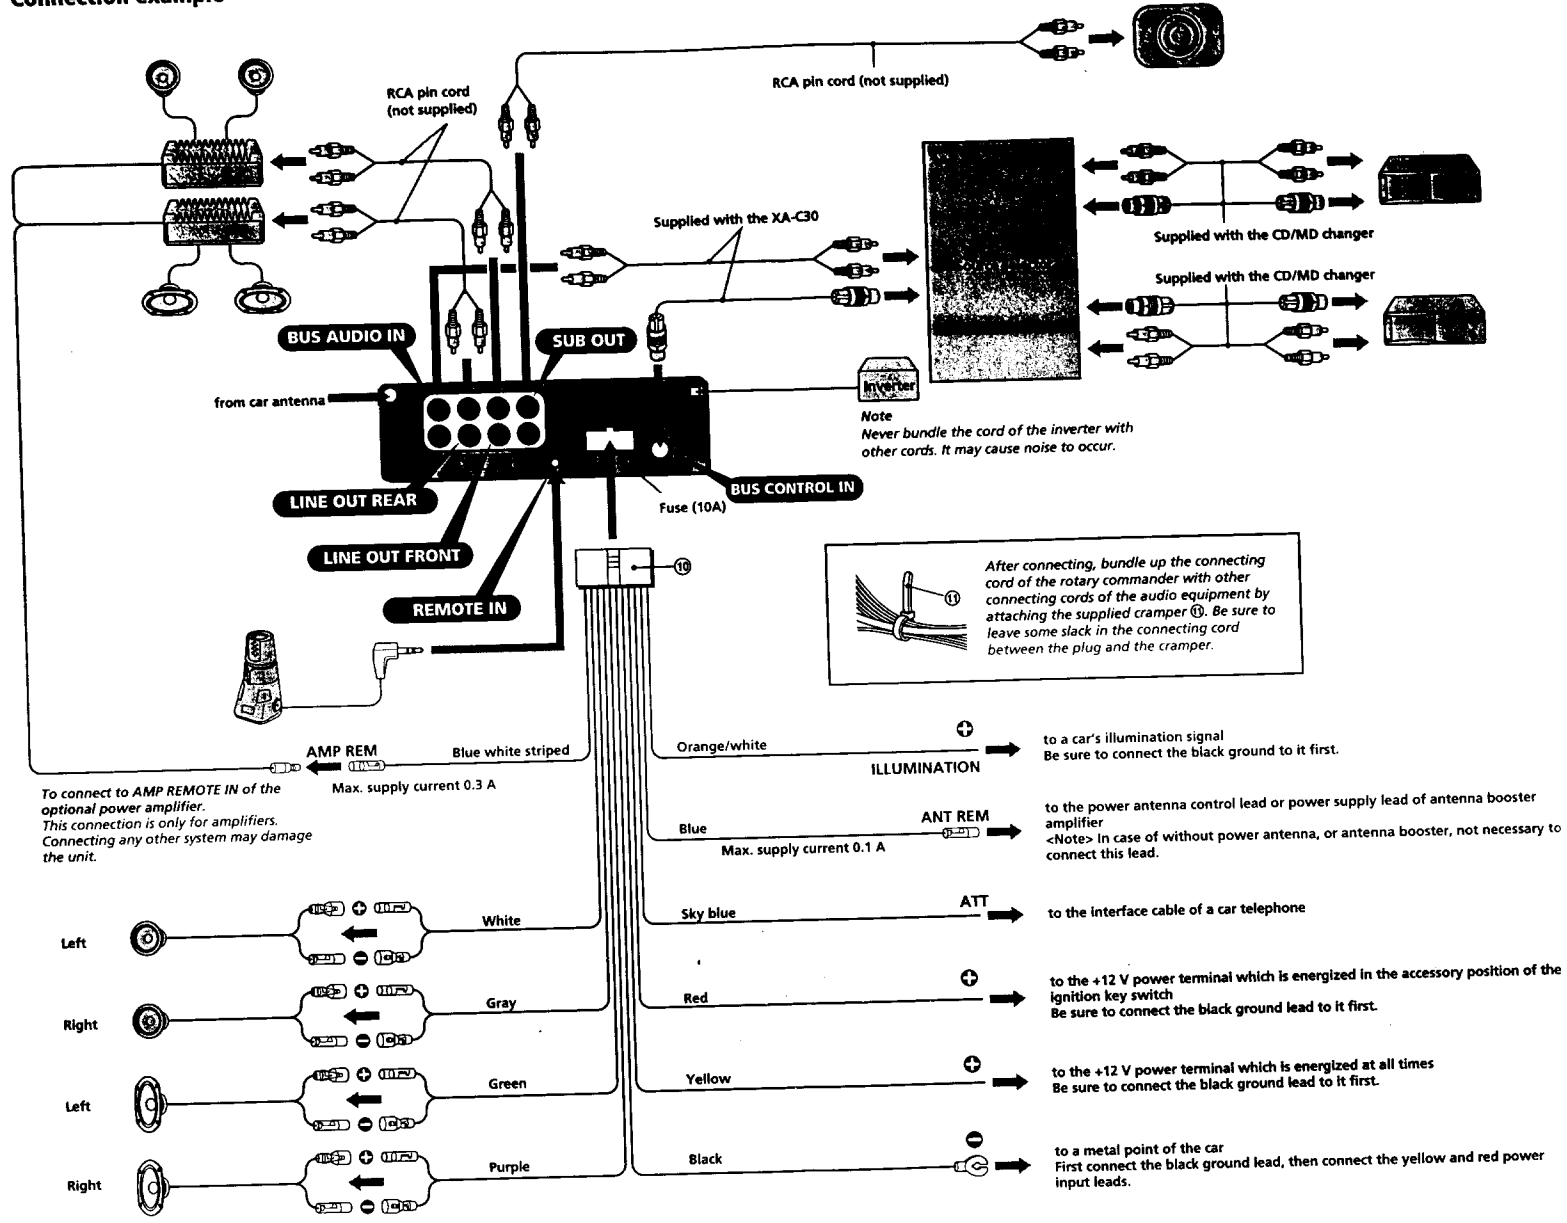 Connection example
RCA pin cord
(not supplied)
RCA pin cord (not supplied)
Supplied with the XA-C30
Supplied with the CD/MD changer
Supplied with the CD/MD changer
BUS AUDIO IN
SUB OUT
from car antenna
Inverter
Note
Never bundle the cord of the inverter with
other cords. It may cause noise to occur.
LINE OUT REAR
BUS CONTROL IN
Fuse (10A)
LINE OUT FRONT
10
REMOTE IN
11
After connecting, bundle up the connecting
cord of the rotary commander with other
connecting cords of the audio equipment by
attaching the supplied cramper ⑪. Be sure to
leave some slack in the connecting cord
between the plug and the cramper.
AMP REM
Blue white striped
Max. supply current 0.3 A
To connect to AMP REMOTE IN of the
optional power amplifier.
This connection is only for amplifiers.
Connecting any other system may damage
the unit.
Orange/white
ILLUMINATION
to a car's illumination signal
Be sure to connect the black ground to it first.
Blue
ANT REM
Max. supply current 0.1 A
to the power antenna control lead or power supply lead of antenna booster
amplifier
<Note> In case of without power antenna, or antenna booster, not necessary to
connect this lead.
Left
White
Sky blue
ATT
to the interface cable of a car telephone
Right
Gray
Red
to the +12 V power terminal which is energized in the accessory position of the
ignition key switch
Be sure to connect the black ground lead to it first.
Left
Green
Yellow
to the +12 V power terminal which is energized at all times
Be sure to connect the black ground lead to it first.
Right
Purple
Black
to a metal point of the car
First connect the black ground lead, then connect the yellow and red power
input leads.